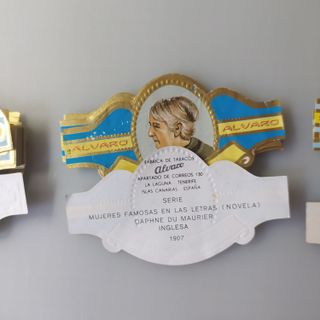 ALVARO ALVARO
FABRICA DE TABACOS
Alvaro
APARTADO DE CORREOS 130
LA LAGUNA TENERIFE
ISLAS CANARIAS ESPAÑA
SERIE
MUJERES FAMOSAS EN LAS LETRAS (NOVELA)
DAPHNE DU MAURIER
INGLESA
1907